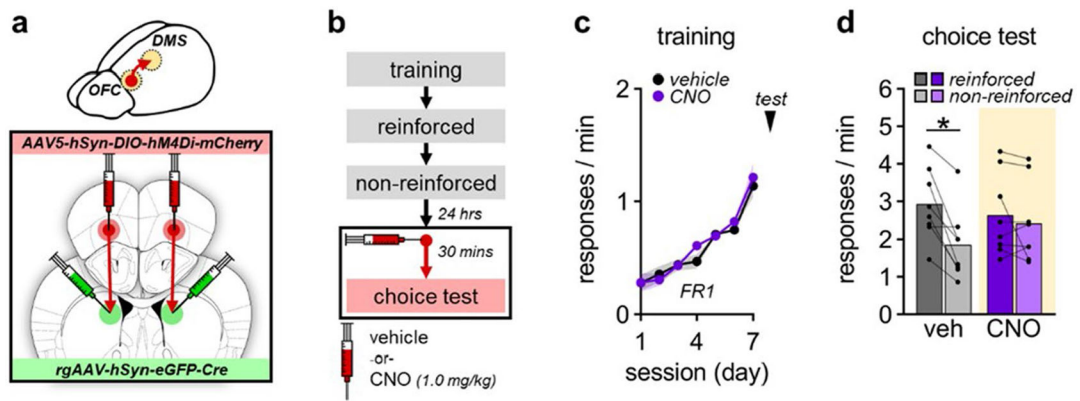 a
DMS
OFC
AAV5-hSyn-DIO-hM4Di-mCherry
rgAAV-hSyn-eGFP-Cre
b
training
reinforced
non-reinforced
24 hrs
30 mins
choice test
vehicle
-or-
CNO (1.0 mg/kg)
c
training
vehicle
CNO
test
responses / min
2
1
0
FR1
1 4 7
session (day)
d
choice test
reinforced
non-reinforced
responses / min
6
5
4
3
2
1
0
*
veh CNO